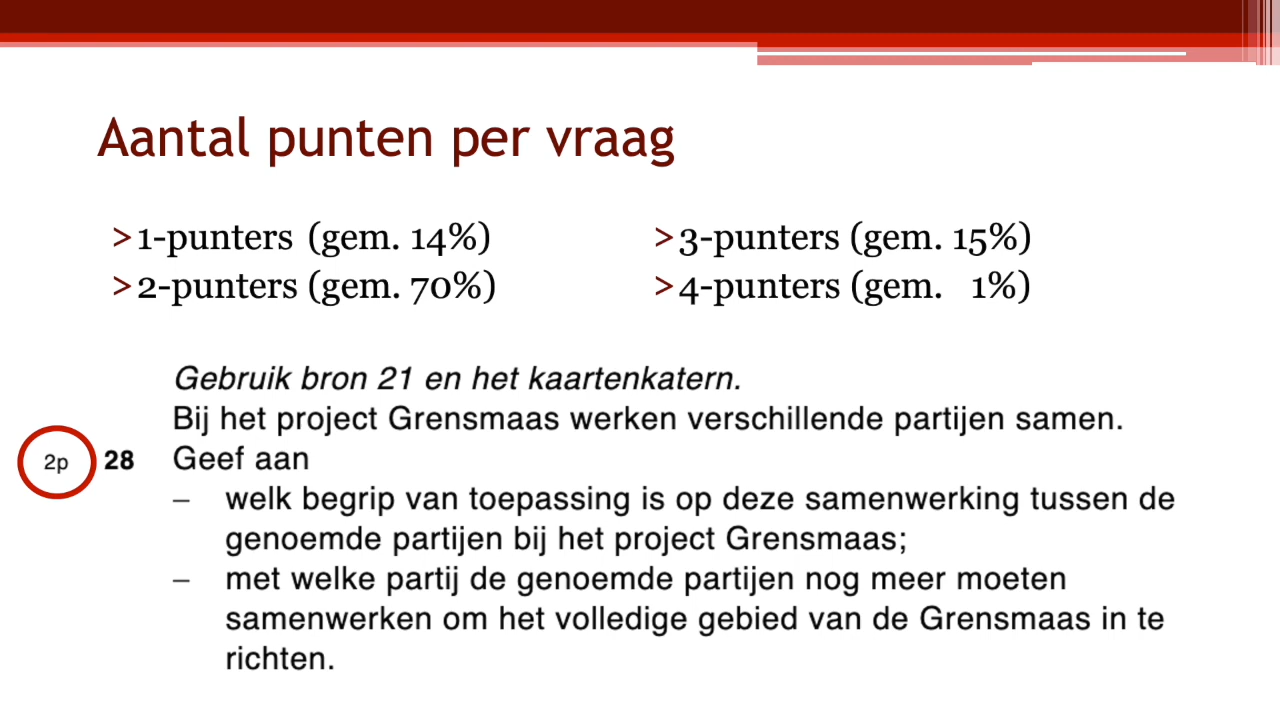 Aantal punten per vraag
>1-punters (gem. 14%)
>2-punters (gem. 70%)
>3-punters (gem. 15%)
>4-punters (gem. 1%)
Gebruik bron 21 en het kaartenkatern.
Bij het project Grensmaas werken verschillende partijen samen.
2p 28 Geef aan
– welk begrip van toepassing is op deze samenwerking tussen de
genoemde partijen bij het project Grensmaas;
– met welke partij de genoemde partijen nog meer moeten
samenwerken om het volledige gebied van de Grensmaas in te
richten.